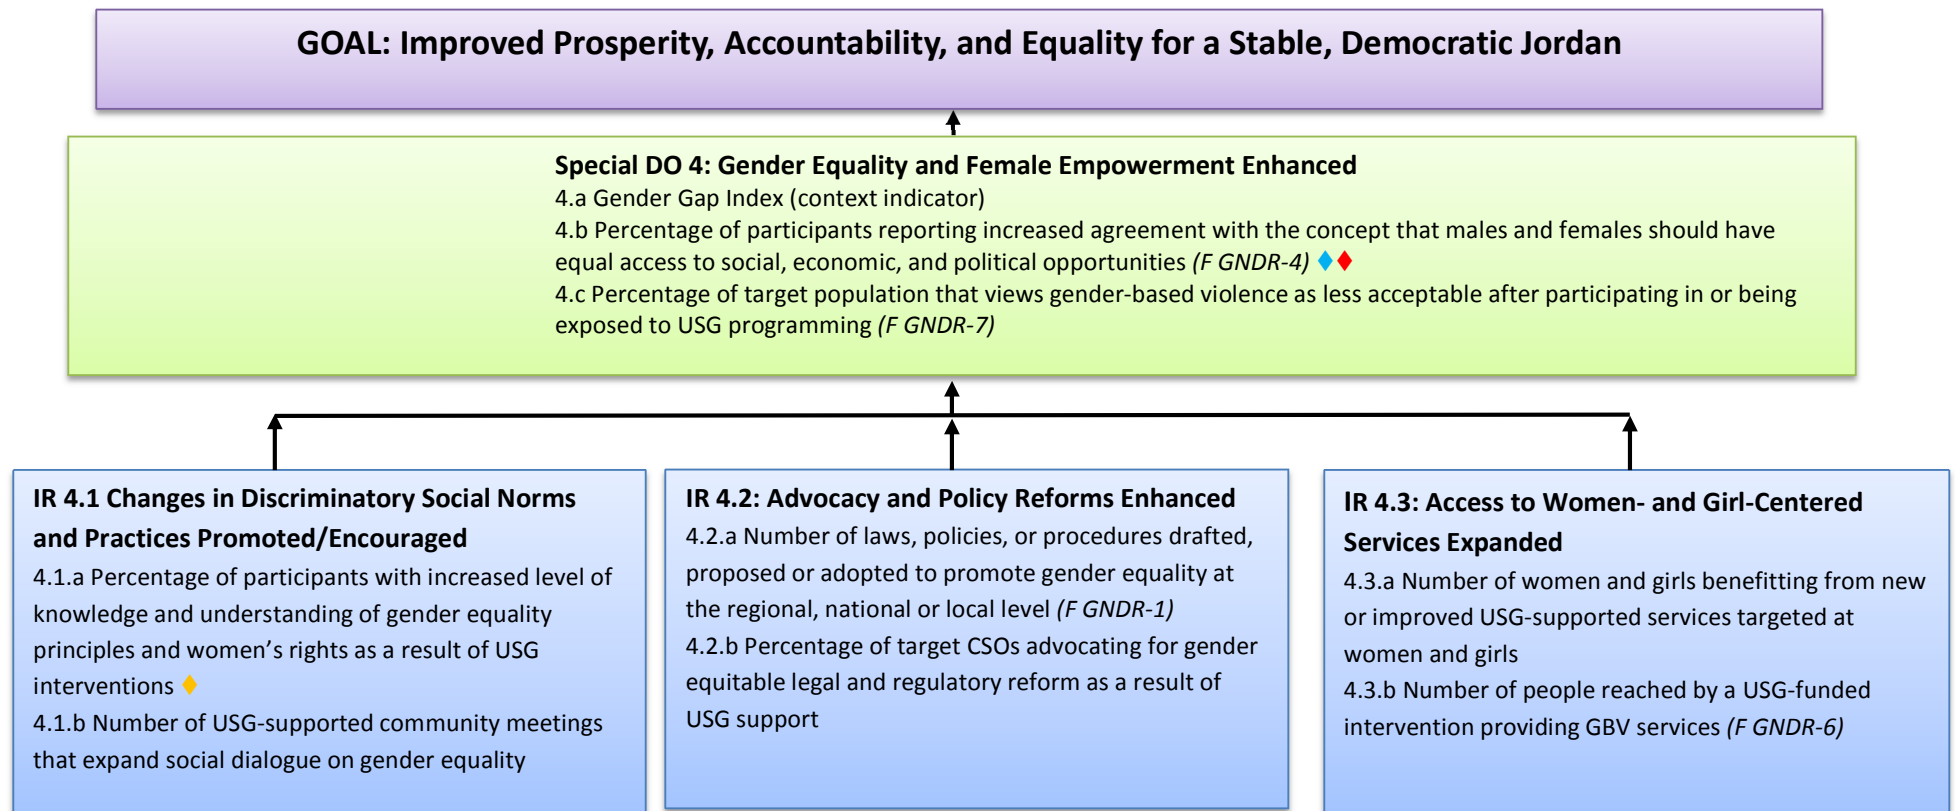 GOAL: Improved Prosperity, Accountability, and Equality for a Stable, Democratic Jordan
Special DO 4: Gender Equality and Female Empowerment Enhanced
4.a Gender Gap Index (context indicator)
4.b Percentage of participants reporting increased agreement with the concept that males and females should have
equal access to social, economic, and political opportunities (F GNDR-4)
4.c Percentage of target population that views gender-based violence as less acceptable after participating in or being
exposed to USG programming (F GNDR-7)
IR 4.1 Changes in Discriminatory Social Norms
and Practices Promoted/Encouraged
4.1.a Percentage of participants with increased level of
knowledge and understanding of gender equality
principles and women’s rights as a result of USG
interventions
4.1.b Number of USG-supported community meetings
that expand social dialogue on gender equality
IR 4.2: Advocacy and Policy Reforms Enhanced
4.2.a Number of laws, policies, or procedures drafted,
proposed or adopted to promote gender equality at
the regional, national or local level (F GNDR-1)
4.2.b Percentage of target CSOs advocating for gender
equitable legal and regulatory reform as a result of
USG support
IR 4.3: Access to Women- and Girl-Centered
Services Expanded
4.3.a Number of women and girls benefitting from new
or improved USG-supported services targeted at
women and girls
4.3.b Number of people reached by a USG-funded
intervention providing GBV services (F GNDR-6)